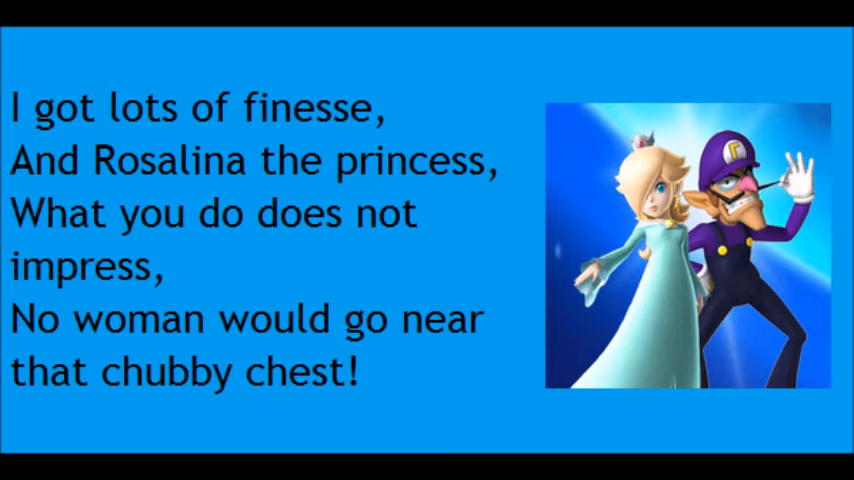 I got lots of finesse,
And Rosalina the princess,
What you do does not
impress,
No woman would go near
that chubby chest!